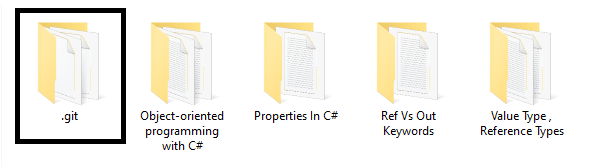 .git
Object-oriented
programming
with C#
Properties In C#
Ref Vs Out
Keywords
Value Type ,
Reference Types